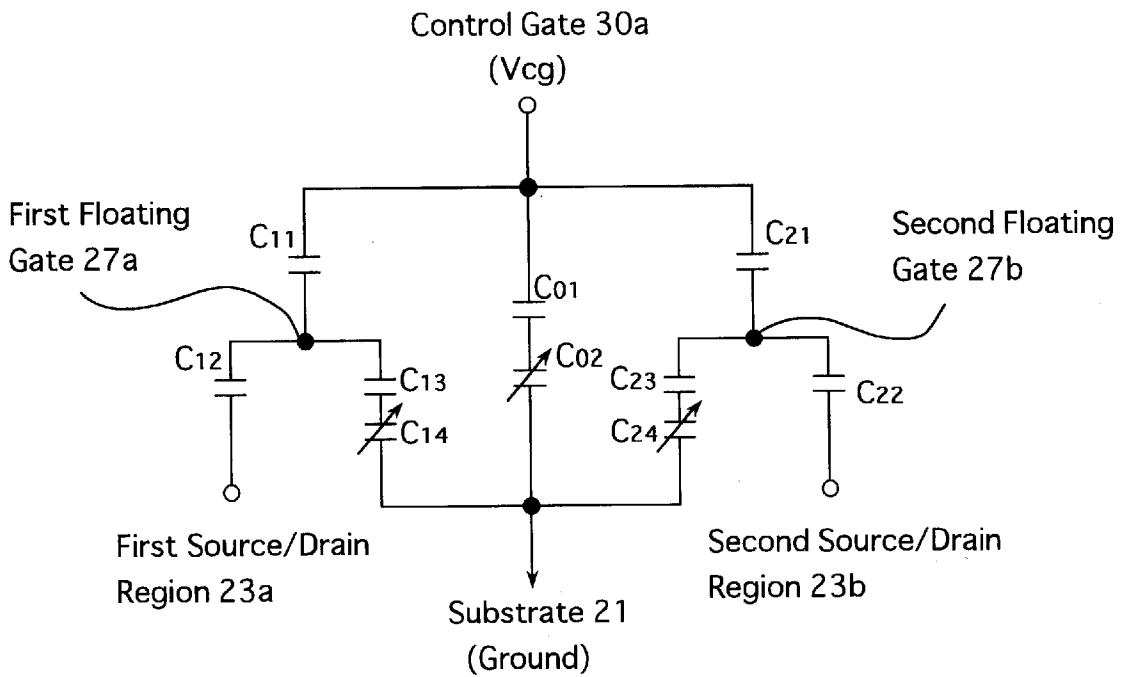 Control Gate 30a
(Vcg)
First Floating
Gate 27a
C11
C21
Second Floating
Gate 27b
C01
C12
C13
C02
C23
C22
C14
C24
First Source/Drain
Region 23a
Second Source/Drain
Region 23b
Substrate 21
(Ground)